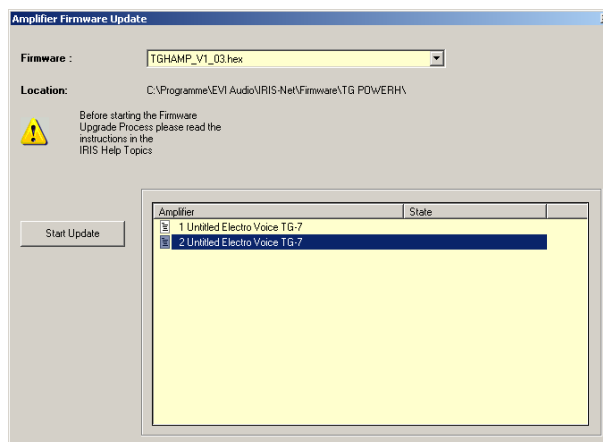 Amplifier Firmware Update
Firmware :
TGHAMP_V1_03.hex
Location:
C:\Programme\EVI Audio\IRIS-Net\Firmware\TG POWERH\
Before starting the Firmware
Upgrade Process please read the
instructions in the
IRIS Help Topics
Start Update
Amplifier State
1 Untitled Electro Voice TG-7
2 Untitled Electro Voice TG-7